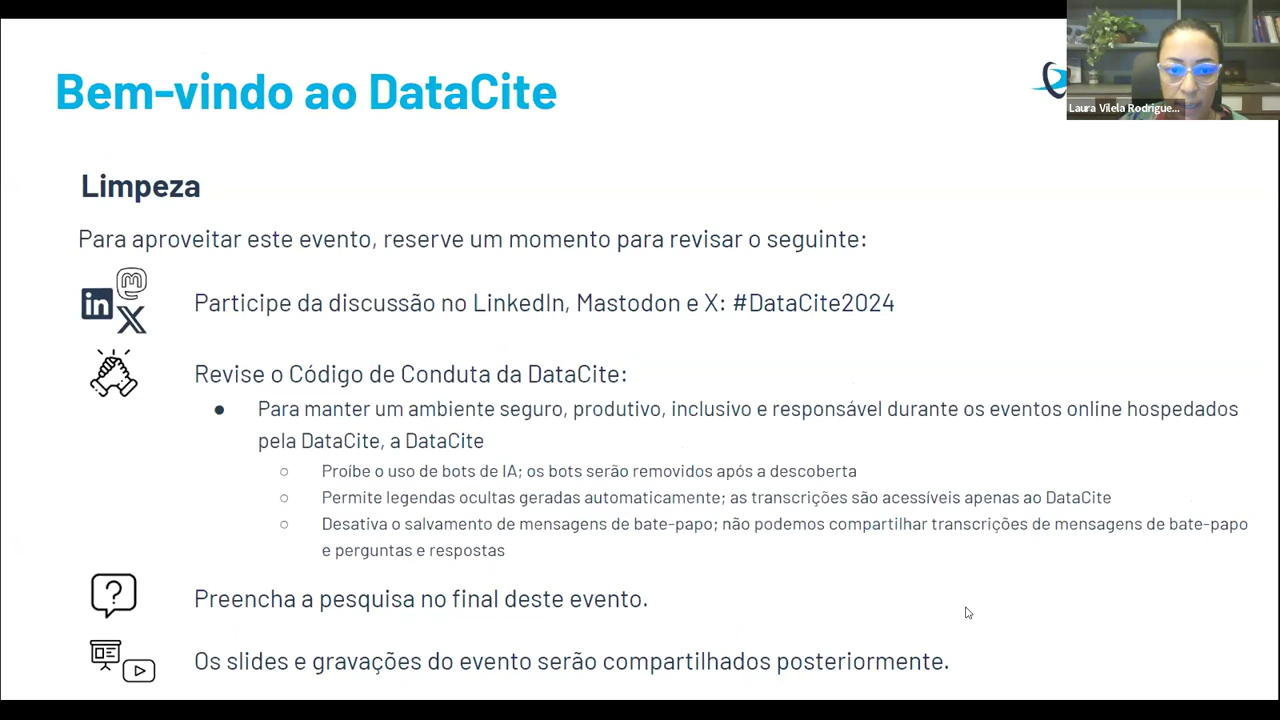 Bem-vindo ao DataCite
Laura Vilela Rodrigue...
Limpeza
Para aproveitar este evento, reserve um momento para revisar o seguinte:
in
Participe da discussão no LinkedIn, Mastodon e X: #DataCite2024
Revise o Código de Conduta da DataCite:
● Para manter um ambiente seguro, produtivo, inclusivo e responsável durante os eventos online hospedados
pela DataCite, a DataCite
○ Proíbe o uso de bots de IA; os bots serão removidos após a descoberta
○ Permite legendas ocultas geradas automaticamente; as transcrições são acessíveis apenas ao DataCite
○ Desativa o salvamento de mensagens de bate-papo; não podemos compartilhar transcrições de mensagens de bate-papo
e perguntas e respostas
?
Preencha a pesquisa no final deste evento.
Os slides e gravações do evento serão compartilhados posteriormente.